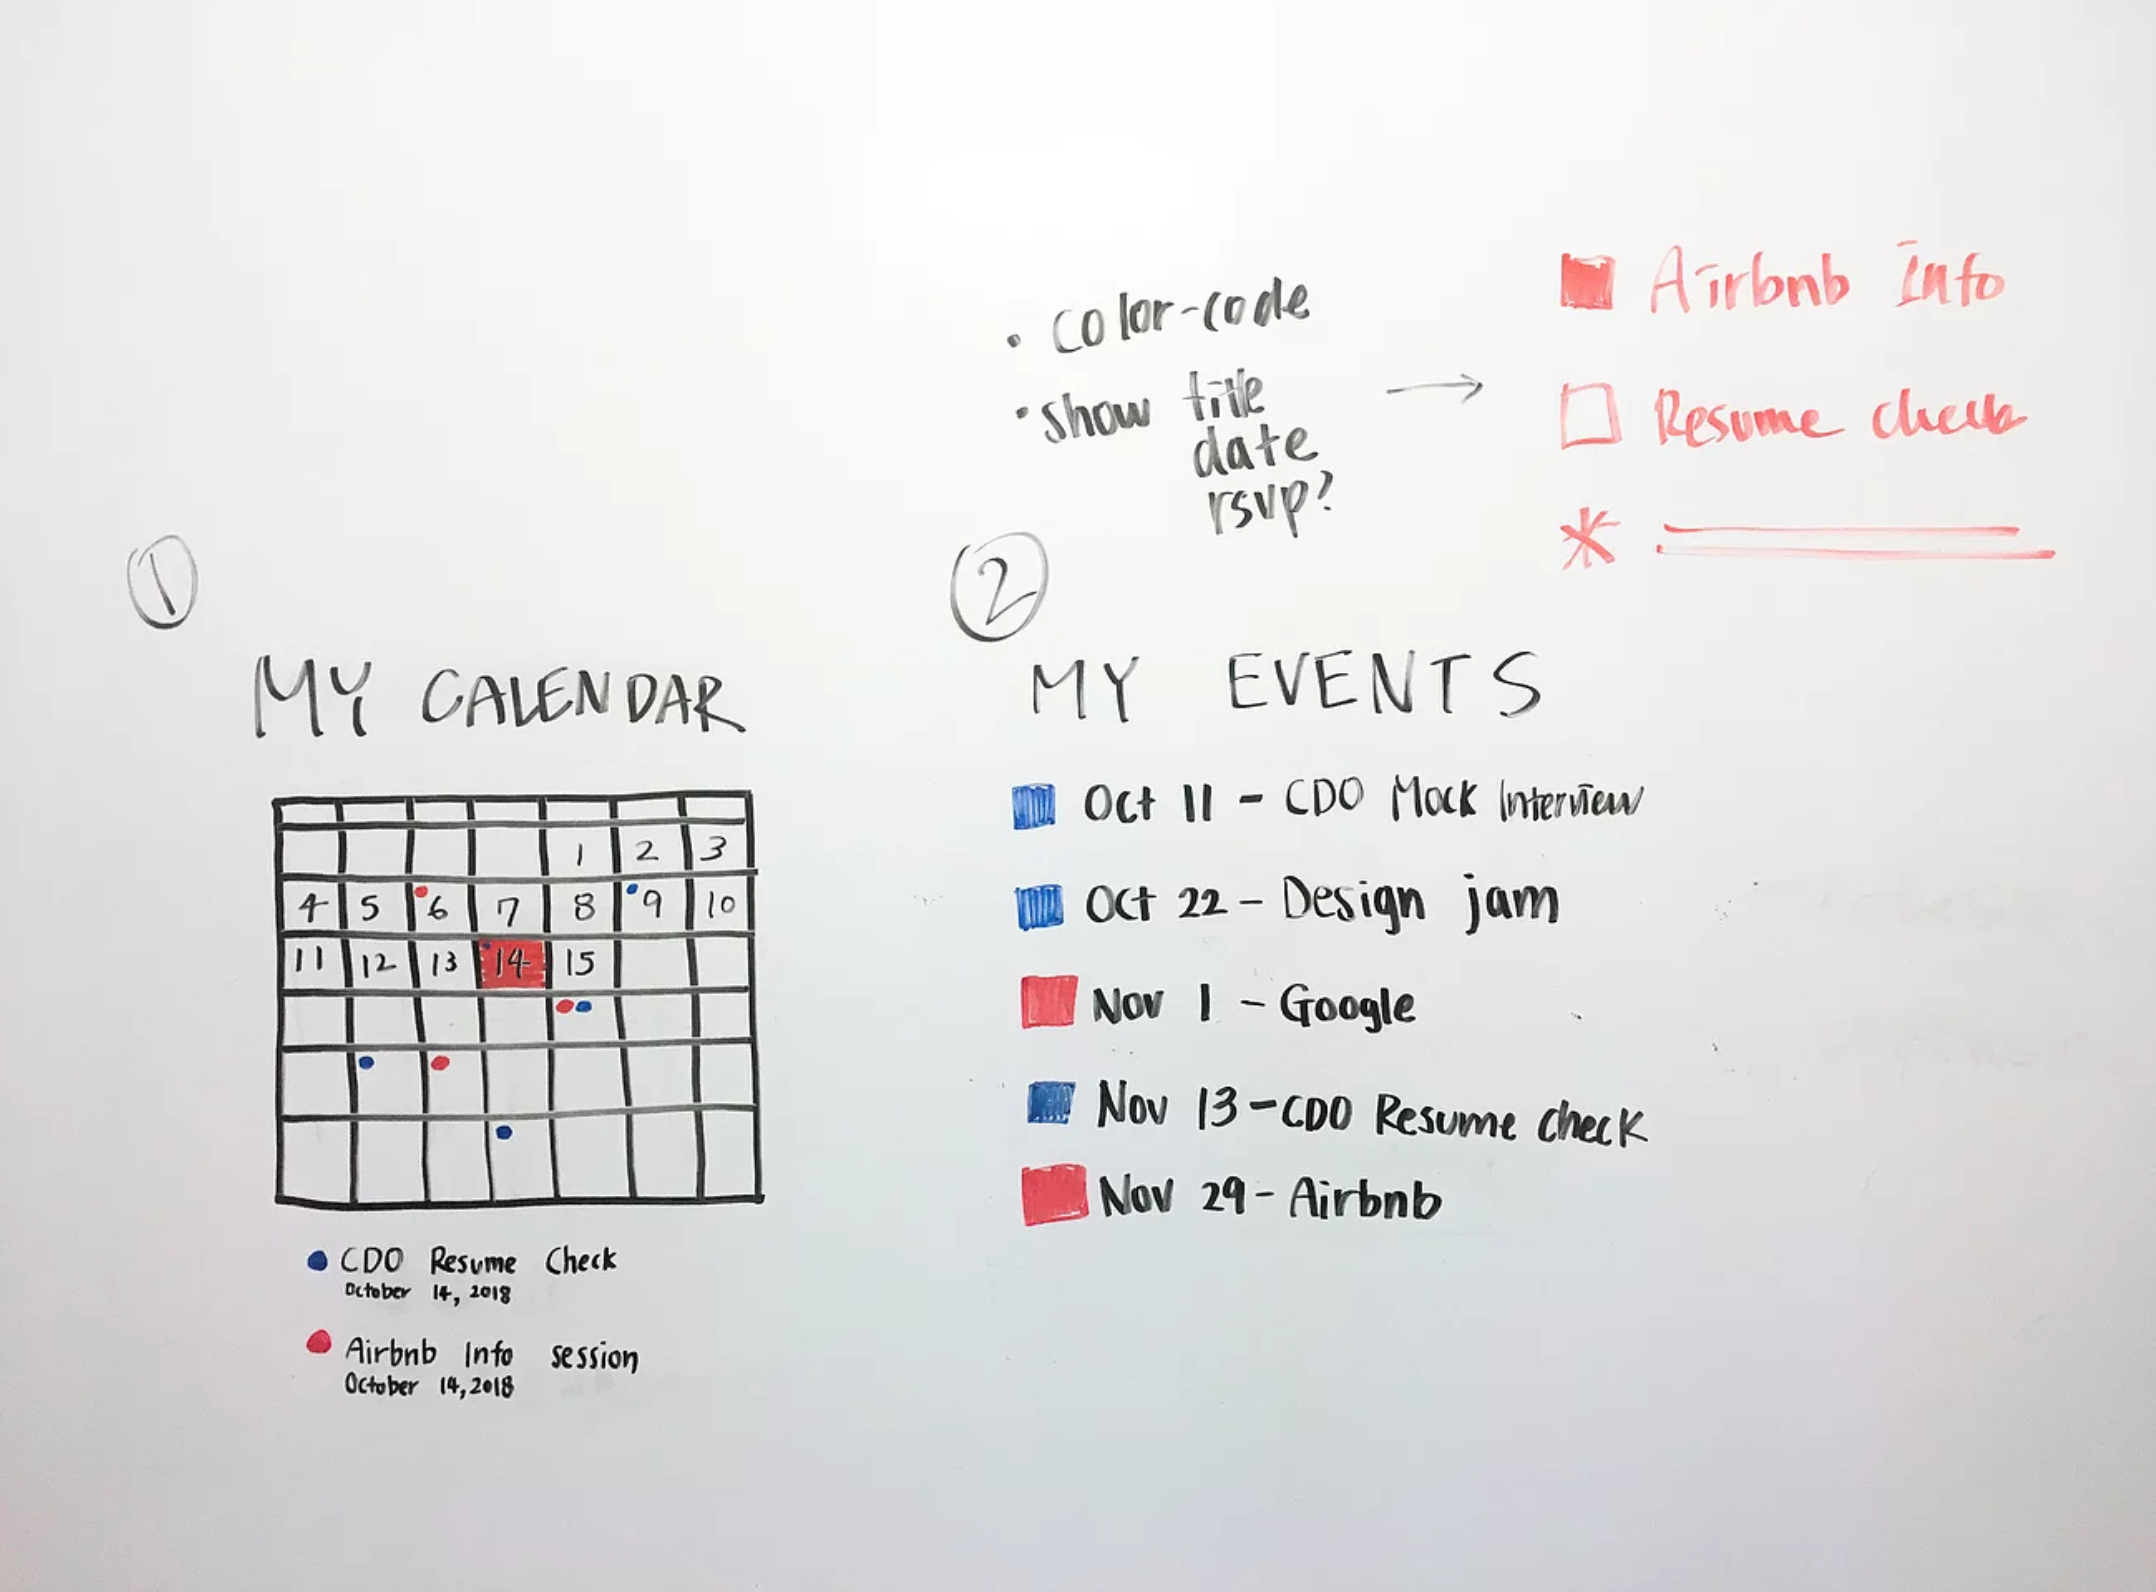 • color-code
• show title
date
rsvp?
→
Airbnb Info
Resume check
*
1
MY CALENDAR
1 2 3
4 5 6 7 8 9 10
11 12 13 14 15
CDO Resume Check
October 14, 2018
Airbnb Info session
October 14, 2018
2
MY EVENTS
Oct 11 - CDO Mock Interview
Oct 22 - Design jam
Nov 1 - Google
Nov 13 - CDO Resume check
Nov 29 - Airbnb